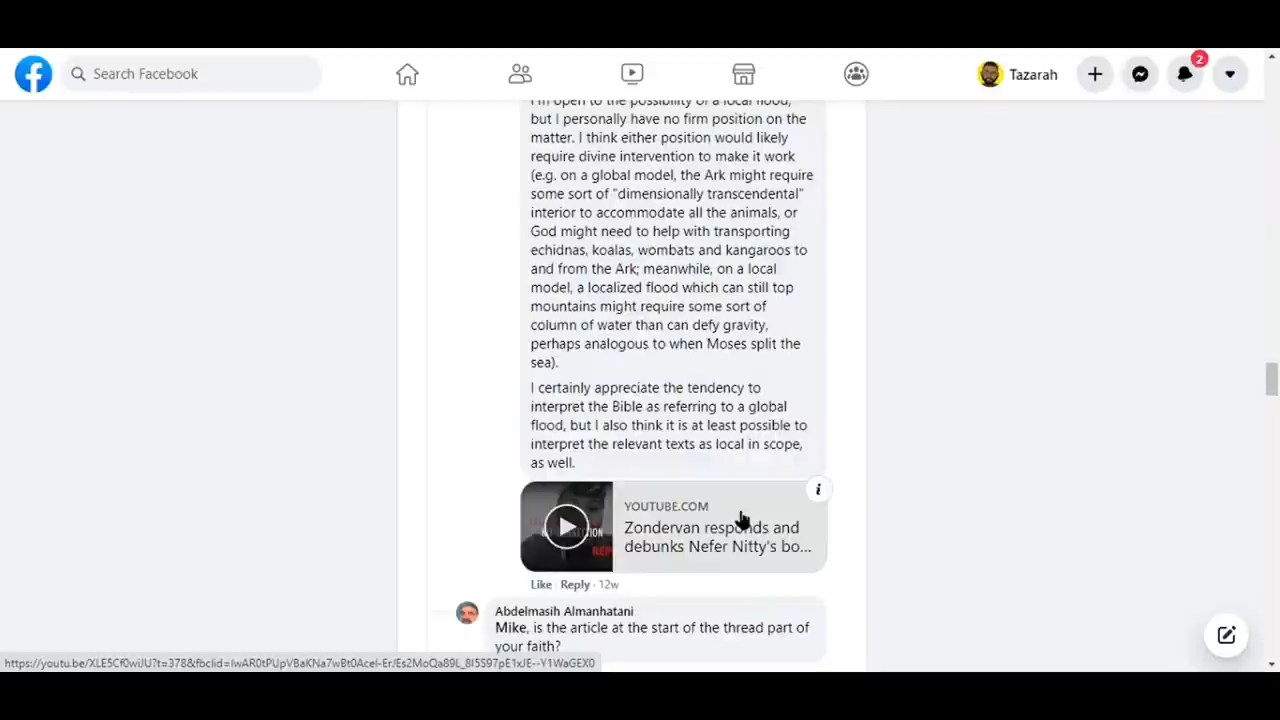 Search Facebook
2
Tazarah
I'm open to the possibility of a local flood,
but I personally have no firm position on the
matter. I think either position would likely
require divine intervention to make it work
(e.g. on a global model, the Ark might require
some sort of "dimensionally transcendental"
interior to accommodate all the animals, or
God might need to help with transporting
echidnas, koalas, wombats and kangaroos to
and from the Ark; meanwhile, on a local
model, a localized flood which can still top
mountains might require some sort of
column of water than can defy gravity,
perhaps analogous to when Moses split the
sea).
I certainly appreciate the tendency to
interpret the Bible as referring to a global
flood, but I also think it is at least possible to
interpret the relevant texts as local in scope,
as well.
YOUTUBE.COM
Zondervan responds and
debunks Nefer Nitty's bo...
Like · Reply · 12w
Abdelmasih Almanhatani
Mike, is the article at the start of the thread part of
your faith?